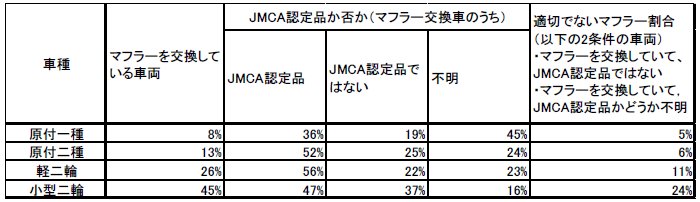 車種
マフラーを交換して
いる車両
JMCA認定品か否か(マフラー交換車のうち)
JMCA認定品
JMCA認定品で
はない
不明
適切でないマフラー割合
(以下の2条件の車両)
・マフラーを交換していて、
JMCA認定品ではない
・マフラーを交換していて,
JMCA認定品かどうか不明
原付一種 8% 36% 19% 45% 5%
原付二種 13% 52% 25% 24% 6%
軽二輪 26% 56% 22% 23% 11%
小型二輪 45% 47% 37% 16% 24%